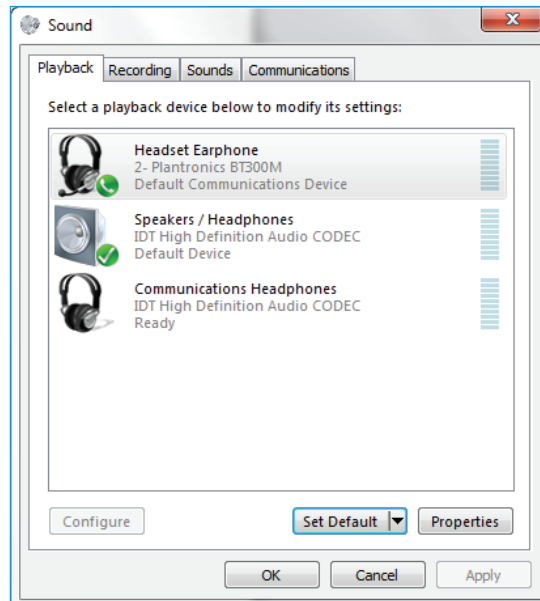 Sound
Playback Recording Sounds Communications
Select a playback device below to modify its settings:
Headset Earphone
2- Plantronics BT300M
Default Communications Device
Speakers / Headphones
IDT High Definition Audio CODEC
Default Device
Communications Headphones
IDT High Definition Audio CODEC
Ready
Configure Set Default Properties
OK Cancel Apply